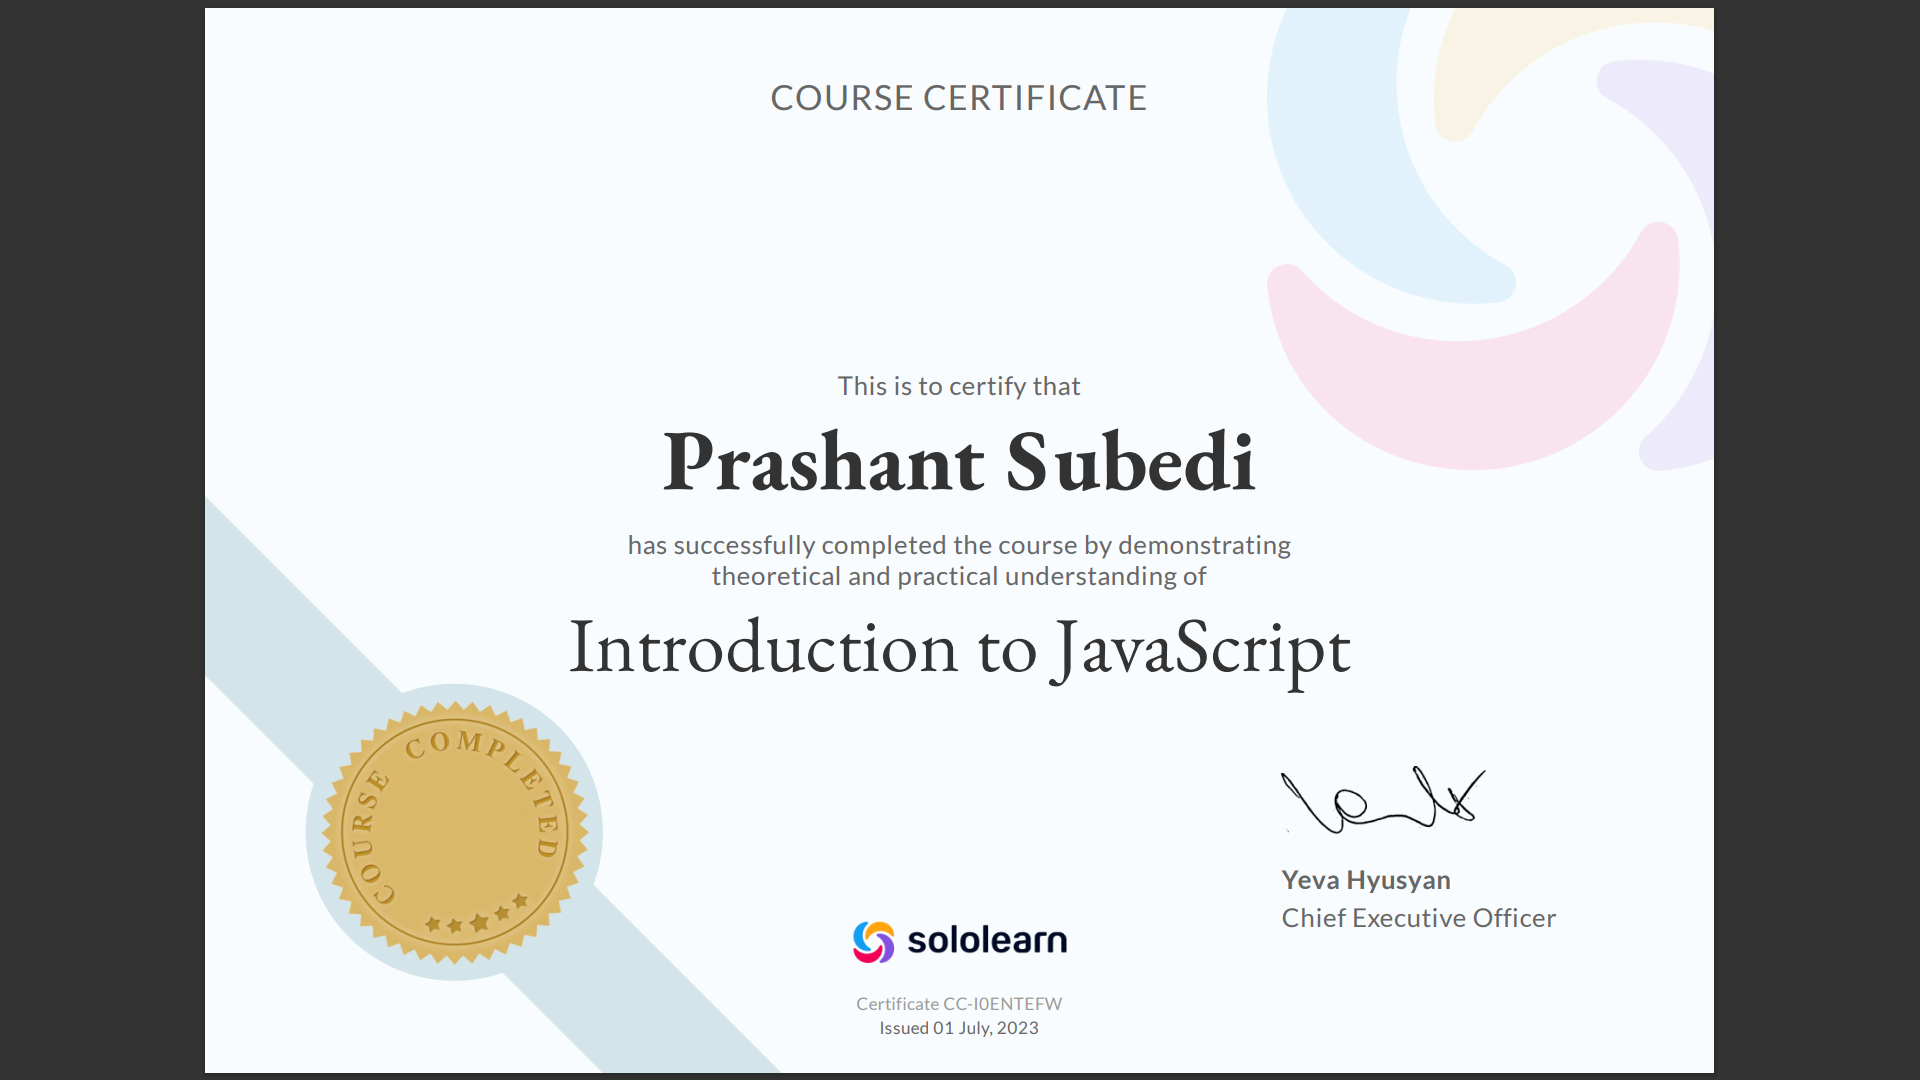 COURSE CERTIFICATE
This is to certify that
Prashant Subedi
has successfully completed the course by demonstrating
theoretical and practical understanding of
Introduction to JavaScript
COURSE COMPLETED
Yeva Hyusyan
Chief Executive Officer
sololearn
Certificate CC-I0ENTEFW
Issued 01 July, 2023